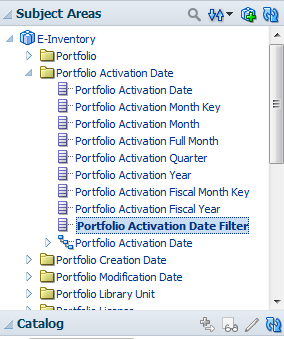 Subject Areas
E-Inventory
Portfolio
Portfolio Activation Date
Portfolio Activation Date
Portfolio Activation Month Key
Portfolio Activation Month
Portfolio Activation Full Month
Portfolio Activation Quarter
Portfolio Activation Year
Portfolio Activation Fiscal Month Key
Portfolio Activation Fiscal Year
Portfolio Activation Date Filter
Portfolio Activation Date
Portfolio Creation Date
Portfolio Modification Date
Portfolio Library Unit
Portfolio License
Catalog